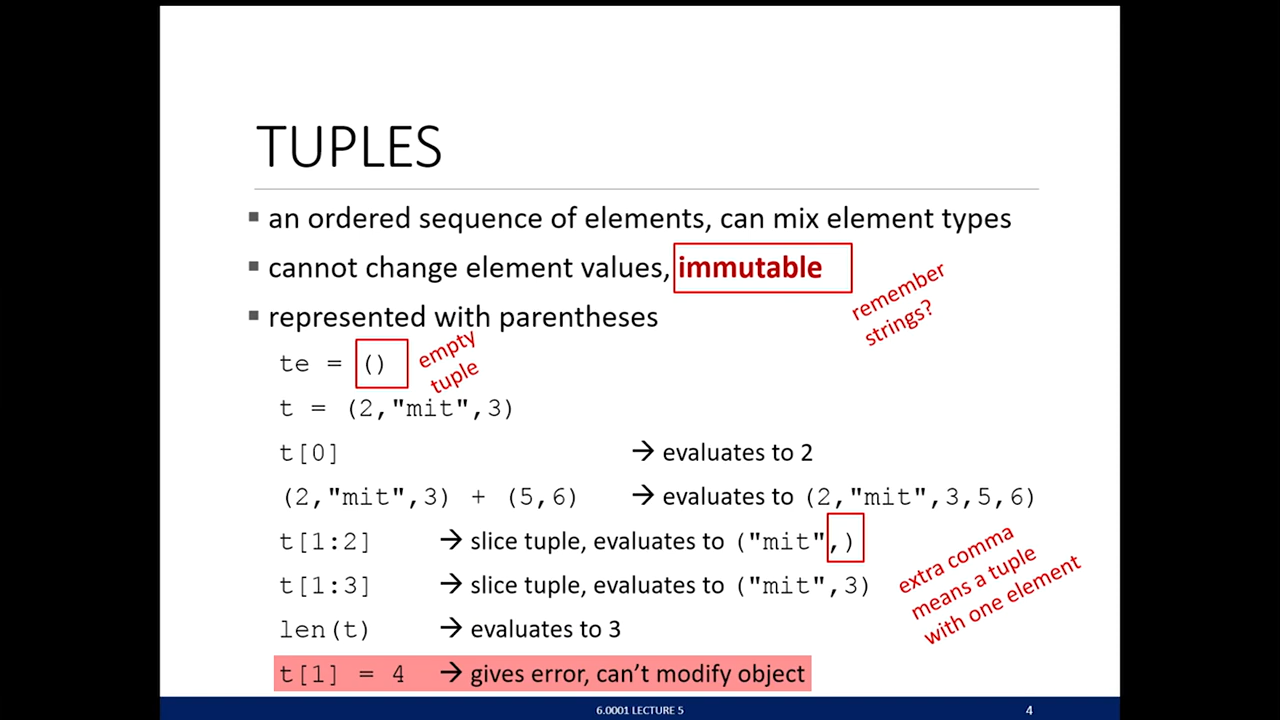 TUPLES
▪ an ordered sequence of elements, can mix element types
▪ cannot change element values, immutable
remember
strings?
▪ represented with parentheses
te = ()
empty
tuple
t = (2,"mit",3)
t[0] → evaluates to 2
(2,"mit",3) + (5,6) → evaluates to (2,"mit",3,5,6)
t[1:2] → slice tuple, evaluates to ("mit",)
extra comma
means a tuple
with one element
t[1:3] → slice tuple, evaluates to ("mit",3)
len(t) → evaluates to 3
t[1] = 4 → gives error, can’t modify object
6.0001 LECTURE 5
4